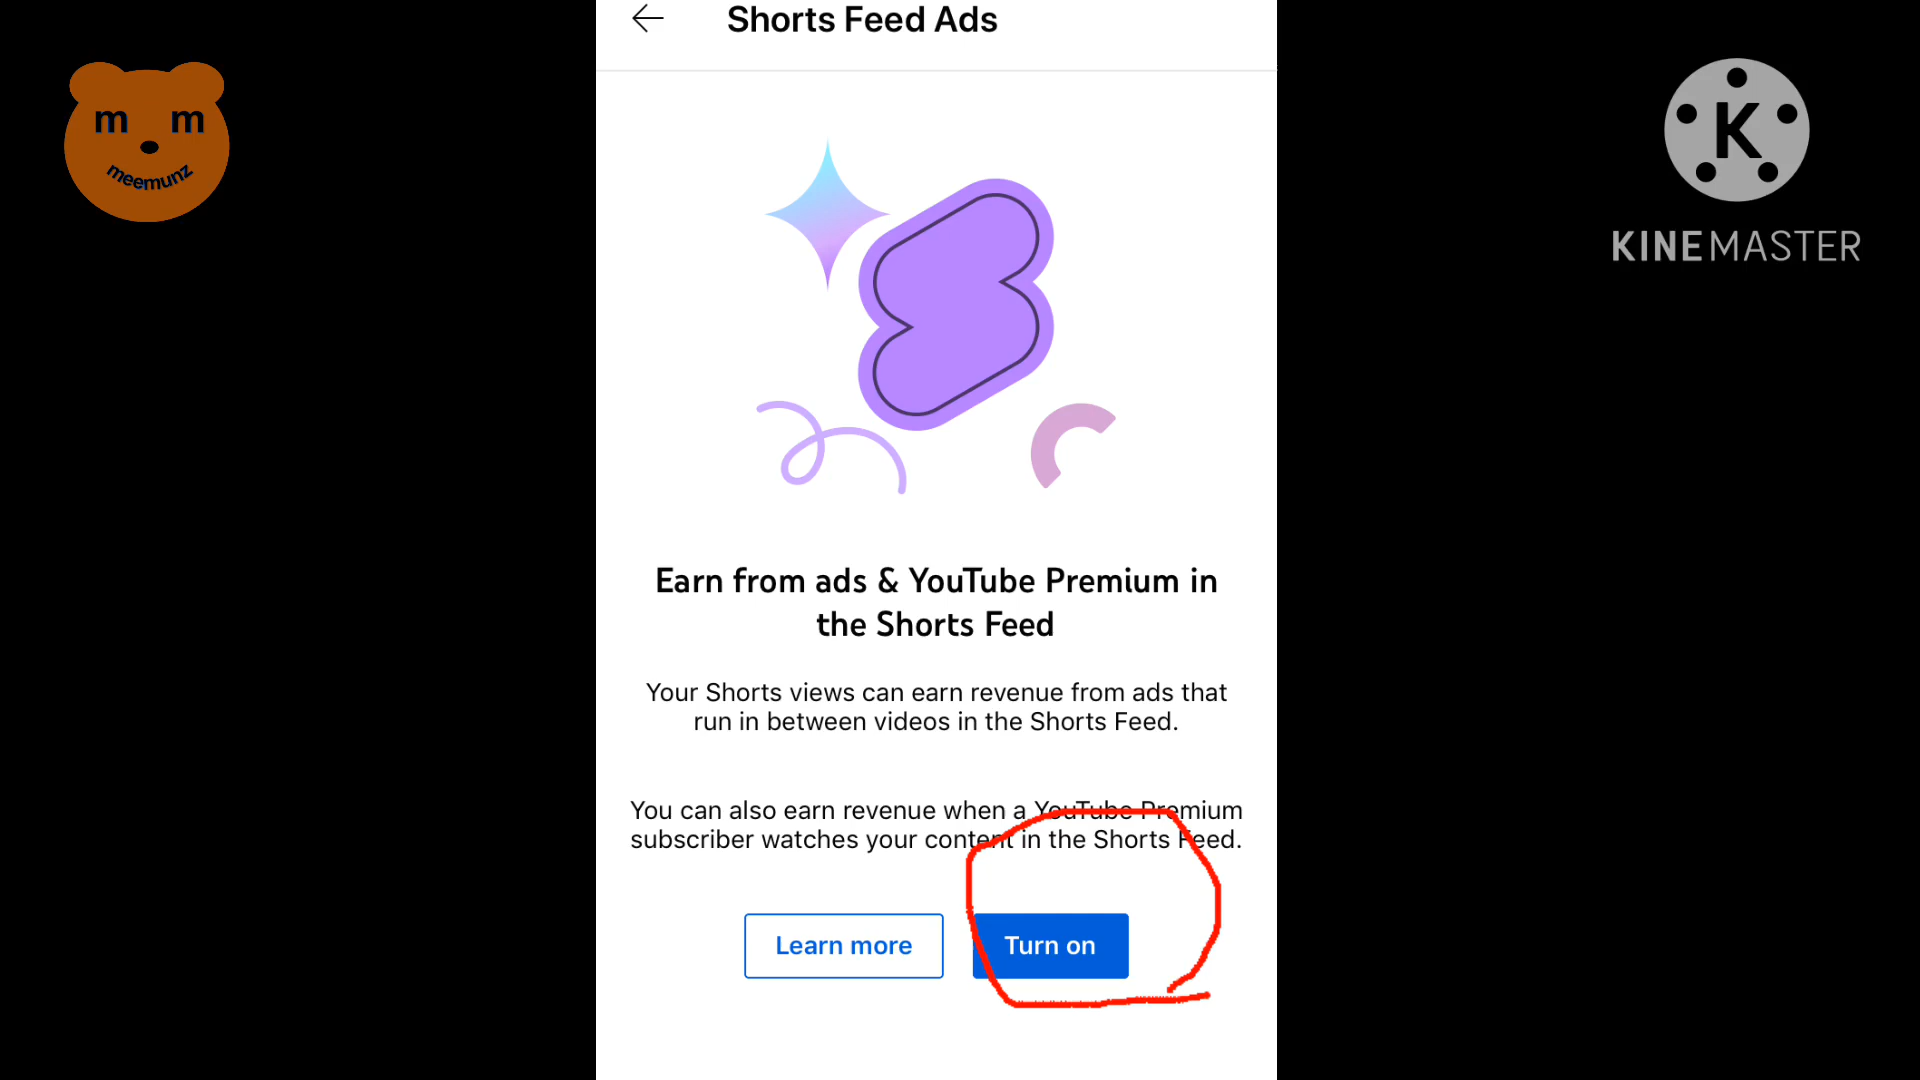 Shorts Feed Ads
m m
meemunz
K
KINEMASTER
Earn from ads & YouTube Premium in
the Shorts Feed
Your Shorts views can earn revenue from ads that
run in between videos in the Shorts Feed.
You can also earn revenue when a YouTube Premium
subscriber watches your content in the Shorts Feed.
Learn more
Turn on